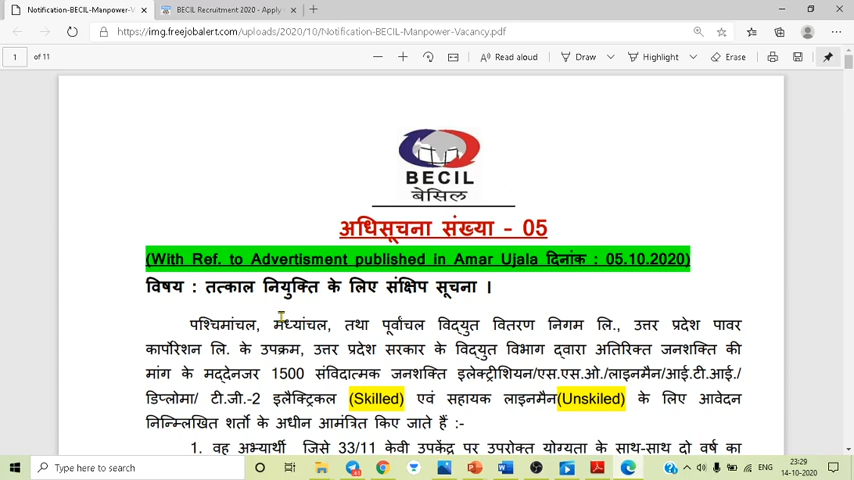 Notification-BECIL-Manpower-V
BECIL Recruitment 2020 - Apply
https://img.freejobalert.com/uploads/2020/10/Notification-BECIL-Manpower-Vacancy.pdf
1 of 11
Read aloud
Draw
Highlight
Erase
BECIL
बेसिल
अधिसूचना संख्या - 05
(With Ref. to Advertisment published in Amar Ujala दिनांक : 05.10.2020)
विषय : तत्काल नियुक्ति के लिए संक्षिप सूचना ।
पश्चिमांचल, मध्यांचल, तथा पूर्वांचल विद्युत वितरण निगम लि., उत्तर प्रदेश पावर
कार्पोरेशन लि. के उपक्रम, उत्तर प्रदेश सरकार के विद्युत विभाग द्वारा अतिरिक्त जनशक्ति की
मांग के मद्देनजर 1500 संविदात्मक जनशक्ति इलेक्ट्रीशियन/एस.एस.ओ./लाइनमैन/आई.टी.आई./
डिप्लोमा/ टी.जी.-2 इलैक्ट्रिकल (Skilled) एवं सहायक लाइनमैन(Unskiled) के लिए आवेदन
निन्मिलखित शर्तो के अधीन आमंत्रित किए जाते हैं :-
1. वह अभ्यार्थी जिसे 33/11 केवी उपकेंद्र पर उपरोक्त योग्यता के साथ-साथ दो वर्ष का
Type here to search
ENG
23:29
14-10-2020